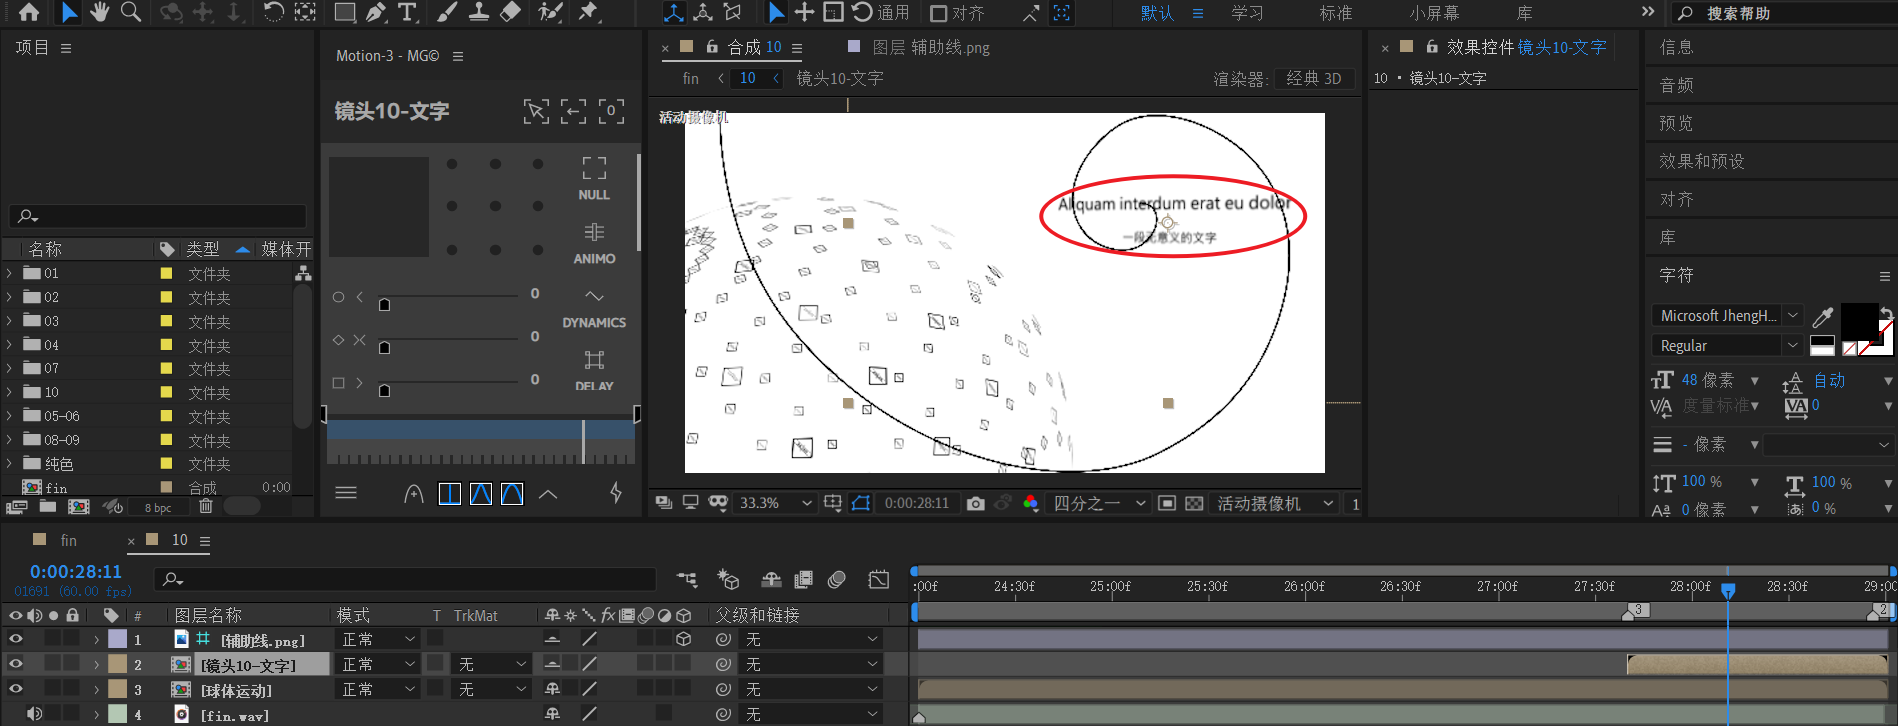 通用
对齐
默认
学习
标准
小屏幕
库
搜索帮助
项目
名称
类型
媒体开
01
文件夹
02
文件夹
03
文件夹
04
文件夹
07
文件夹
10
文件夹
05-06
文件夹
08-09
文件夹
纯色
文件夹
fin
合成
0:00
8 bpc
Motion-3 - MG©
镜头10-文字
NULL
ANIMO
DYNAMICS
DELAY
0
0
0
合成 10
图层 辅助线.png
fin
10
镜头10-文字
渲染器:
经典 3D
活动摄像机
Aliquam interdum erat eu dolor
一段无意义的文字
33.3%
0:00:28:11
四分之一
活动摄像机
1
效果控件 镜头10-文字
10 · 镜头10-文字
信息
音频
预览
效果和预设
对齐
库
字符
Microsoft JhengH...
Regular
48 像素
自动
度量标准
0
- 像素
100 %
100 %
0 像素
0 %
fin
10
0:00:28:11
01691 (60.00 fps)
# 图层名称
模式
T TrkMat
父级和链接
1 [辅助线.png]
正常
无
2 [镜头10-文字]
正常
无
无
3 [球体运动]
正常
无
无
4 [fin.wav]
无
:00f
24:30f
25:00f
25:30f
26:00f
26:30f
27:00f
27:30f
28:00f
28:30f
29:00
3
2